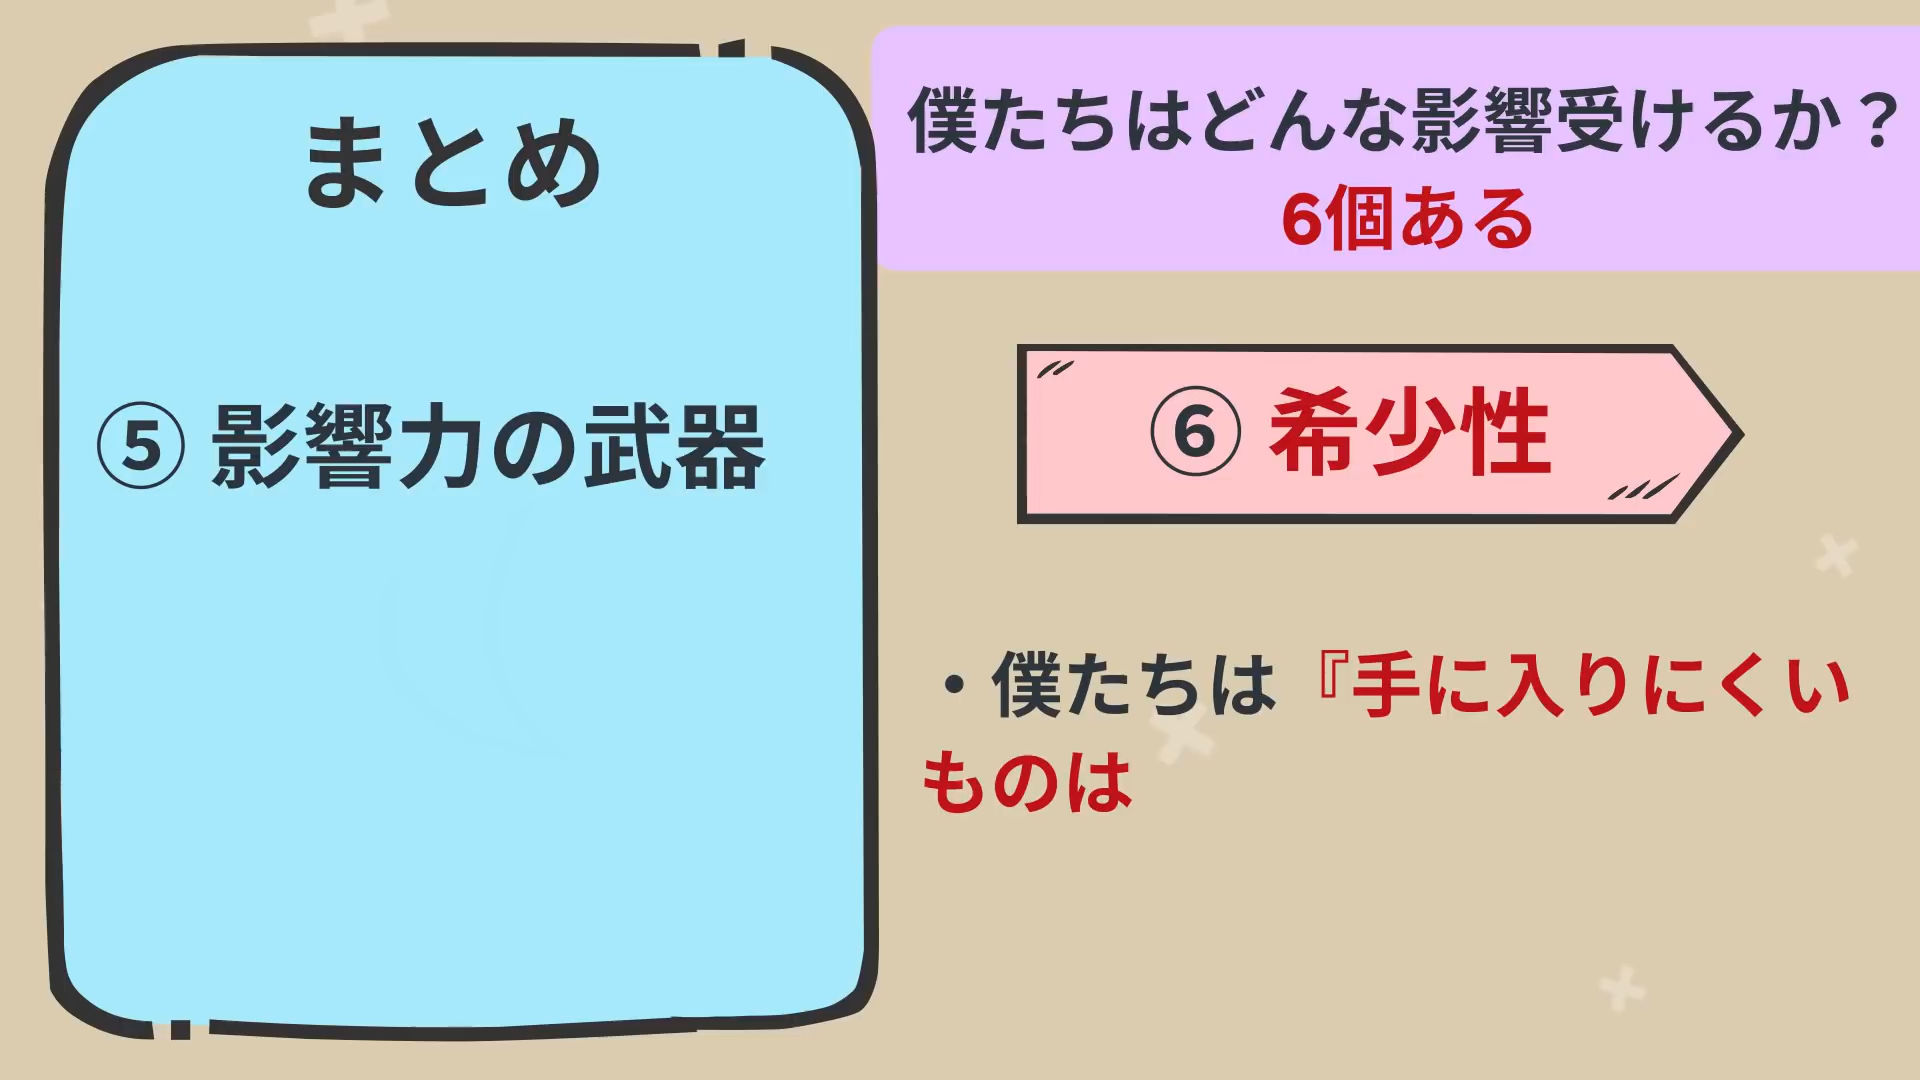 まとめ
⑤ 影響力の武器
僕たちはどんな影響受けるか？
6個ある
⑥ 希少性
・僕たちは『手に入りにくい
ものは